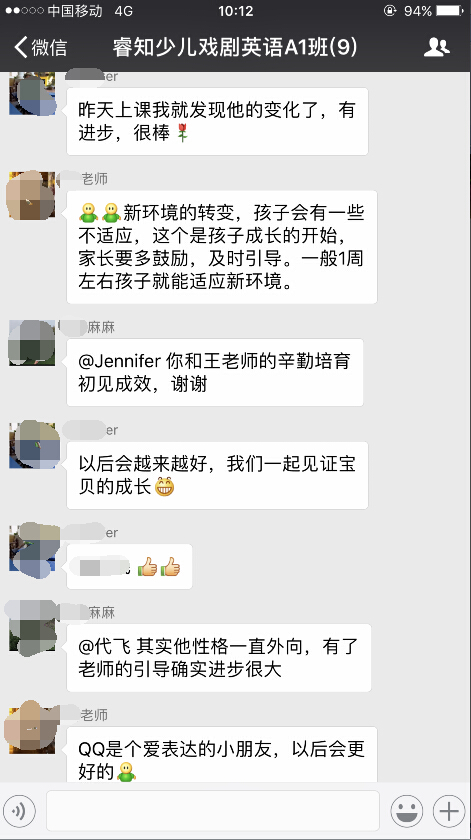 中国移动 4G 10:12 94%
微信 睿知少儿戏剧英语A1班(9)
er
昨天上课我就发现他的变化了，有
进步，很棒🌹
老师
新环境的转变，孩子会有一些
不适应，这个是孩子成长的开始，
家长要多鼓励，及时引导。一般1周
左右孩子就能适应新环境。
麻麻
@Jennifer 你和王老师的辛勤培育
初见成效，谢谢
er
以后会越来越好，我们一起见证宝
贝的成长😁
er
👍👍
麻麻
@代飞 其实他性格一直外向，有了
老师的引导确实进步很大
老师
QQ是个爱表达的小朋友，以后会更
好的